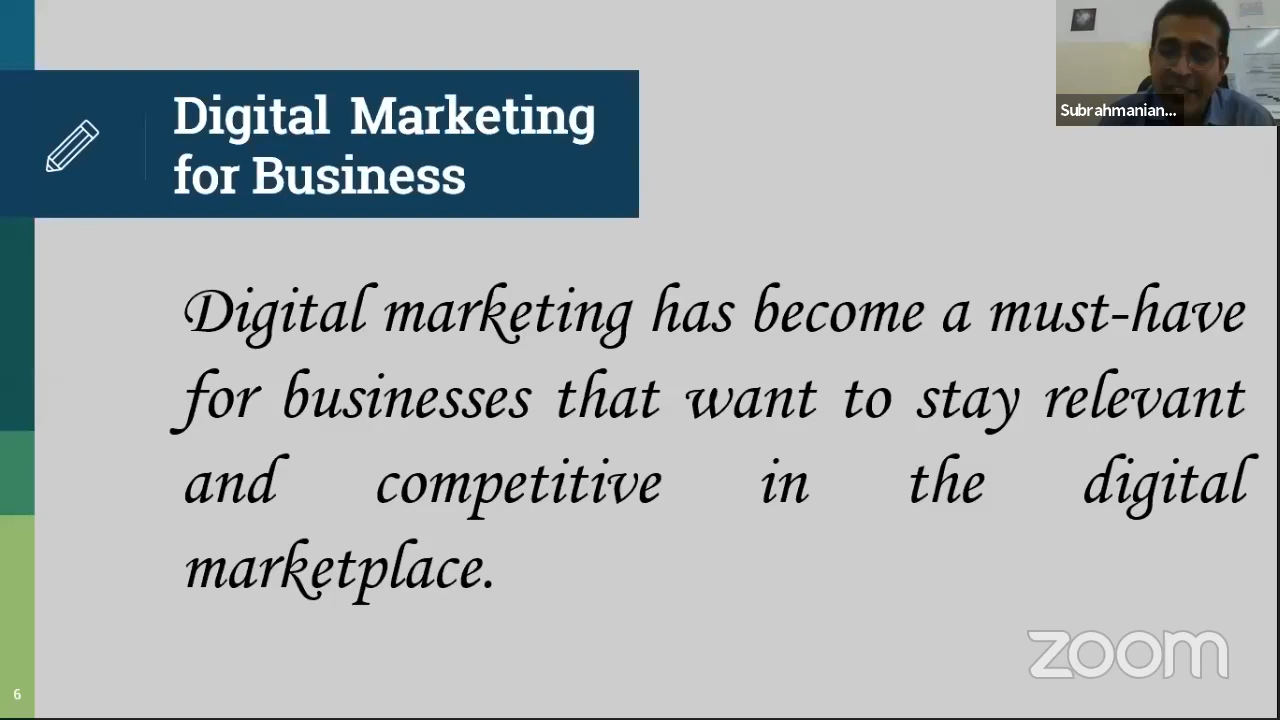 Digital Marketing
for Business
Subrahmanian...
Digital marketing has become a must-have
for businesses that want to stay relevant
and competitive in the digital
marketplace.
zoom
6